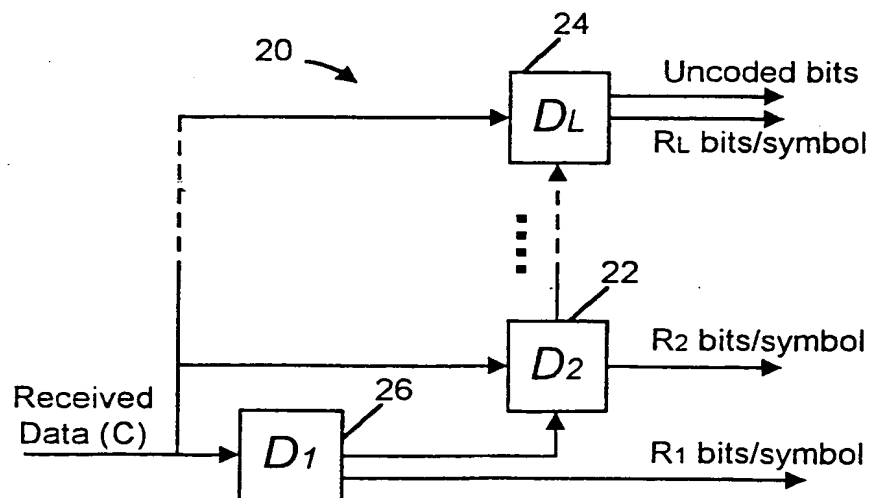 24
20
Uncoded bits
DL
RL bits/symbol
22
R2 bits/symbol
D2
Received
Data (C)
26
D1
R1 bits/symbol